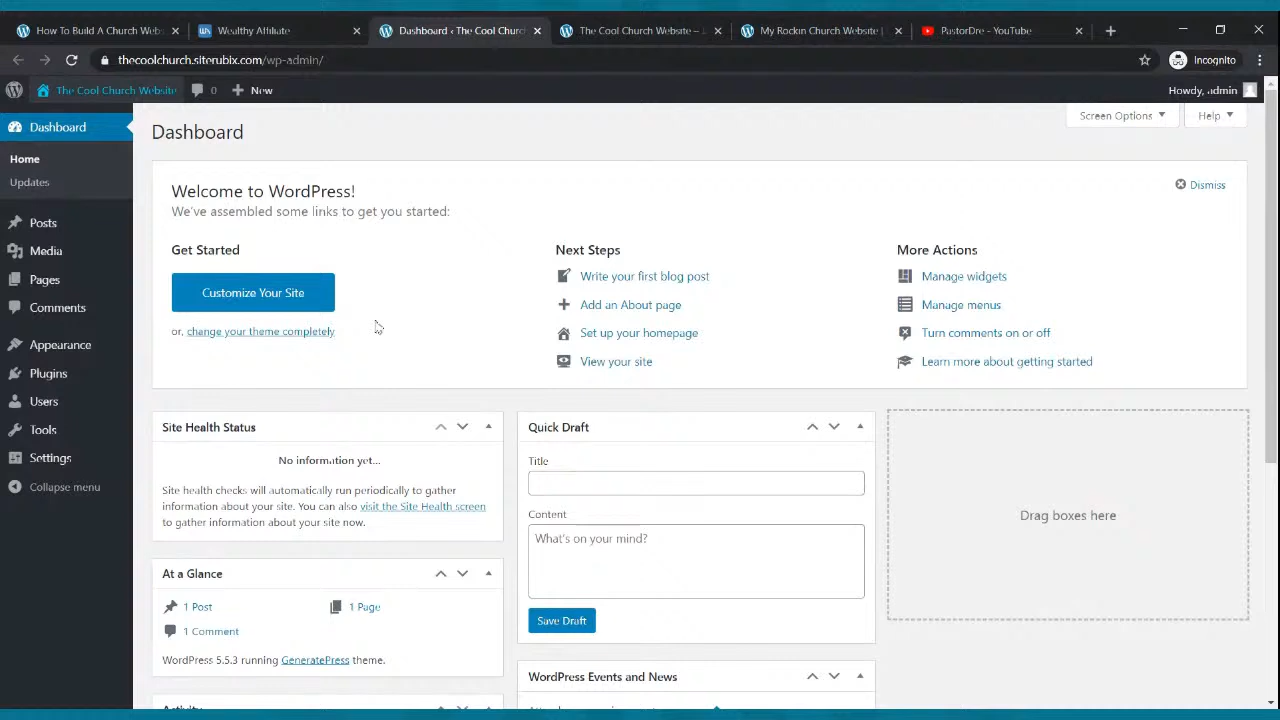 How To Build A Church Web
Wealthy Affiliate
Dashboard ‹ The Cool Churc
The Cool Church Website –
My Rockin Church Website |
PastorDre - YouTube
thecoolchurch.siterubix.com/wp-admin/
Incognito
The Cool Church Website
0
New
Howdy, admin
Dashboard
Home
Updates
Posts
Media
Pages
Comments
Appearance
Plugins
Users
Tools
Settings
Collapse menu
Dashboard
Screen Options
Help
Welcome to WordPress!
Dismiss
We've assembled some links to get you started:
Get Started
Customize Your Site
or, change your theme completely
Next Steps
Write your first blog post
Add an About page
Set up your homepage
View your site
More Actions
Manage widgets
Manage menus
Turn comments on or off
Learn more about getting started
Site Health Status
No information yet...
Site health checks will automatically run periodically to gather
information about your site. You can also visit the Site Health screen
to gather information about your site now.
At a Glance
1 Post
1 Page
1 Comment
WordPress 5.5.3 running GeneratePress theme.
Quick Draft
Title
Content
What's on your mind?
Save Draft
WordPress Events and News
Drag boxes here